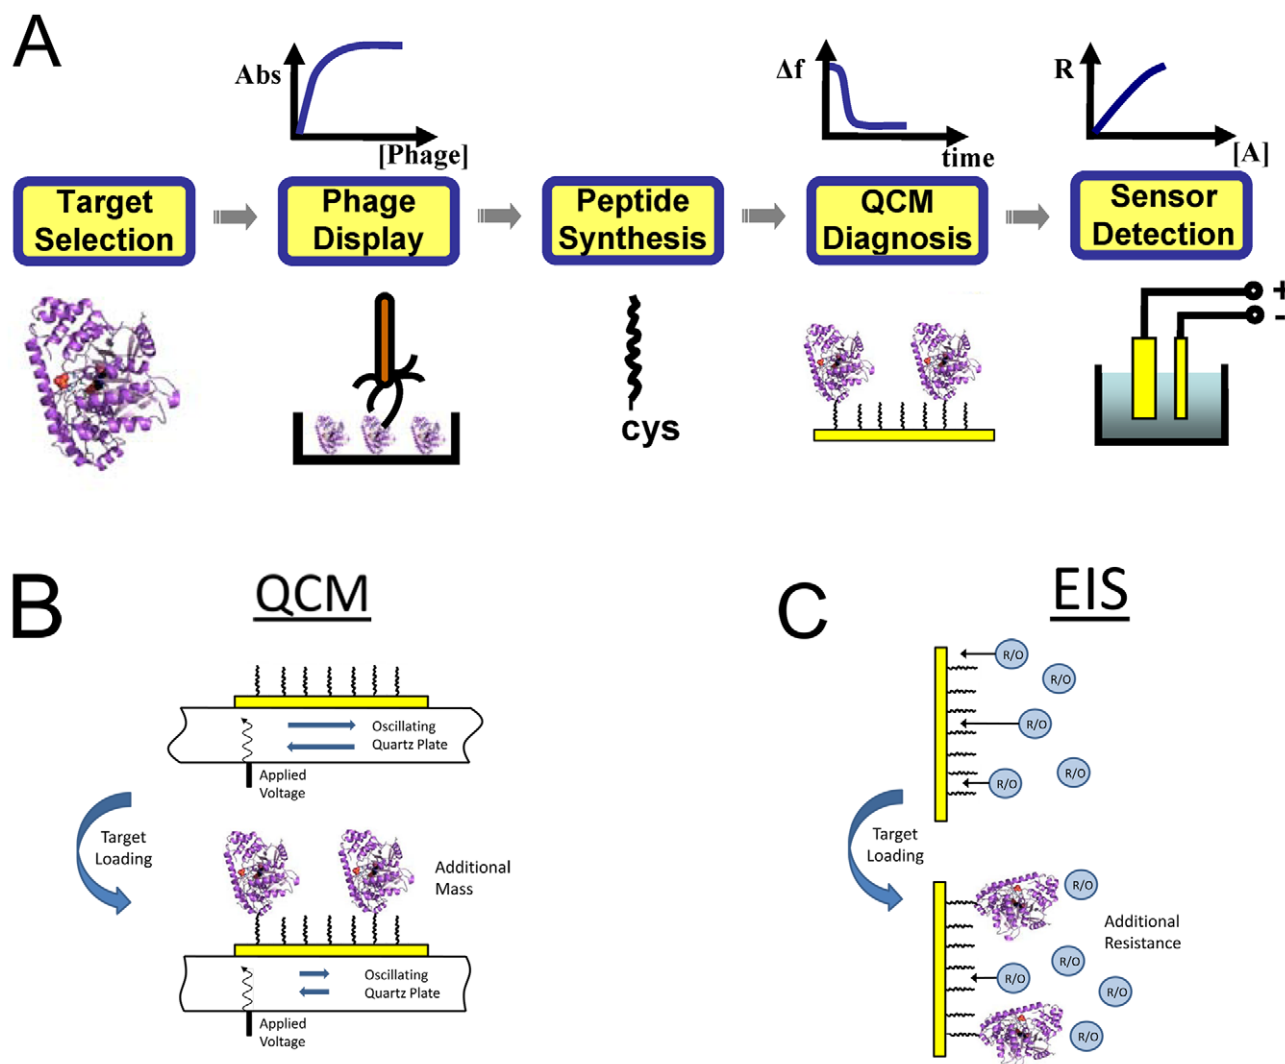 A
Abs
[Phage]
Δf
time
R
[A]
Target
Selection
Phage
Display
Peptide
Synthesis
QCM
Diagnosis
Sensor
Detection
cys
+
-
B
QCM
Oscillating
Quartz Plate
Applied
Voltage
Target
Loading
Additional
Mass
Oscillating
Quartz Plate
Applied
Voltage
C
EIS
R/O
R/O
R/O
R/O
R/O
Target
Loading
R/O
Additional
Resistance
R/O
R/O
R/O
R/O